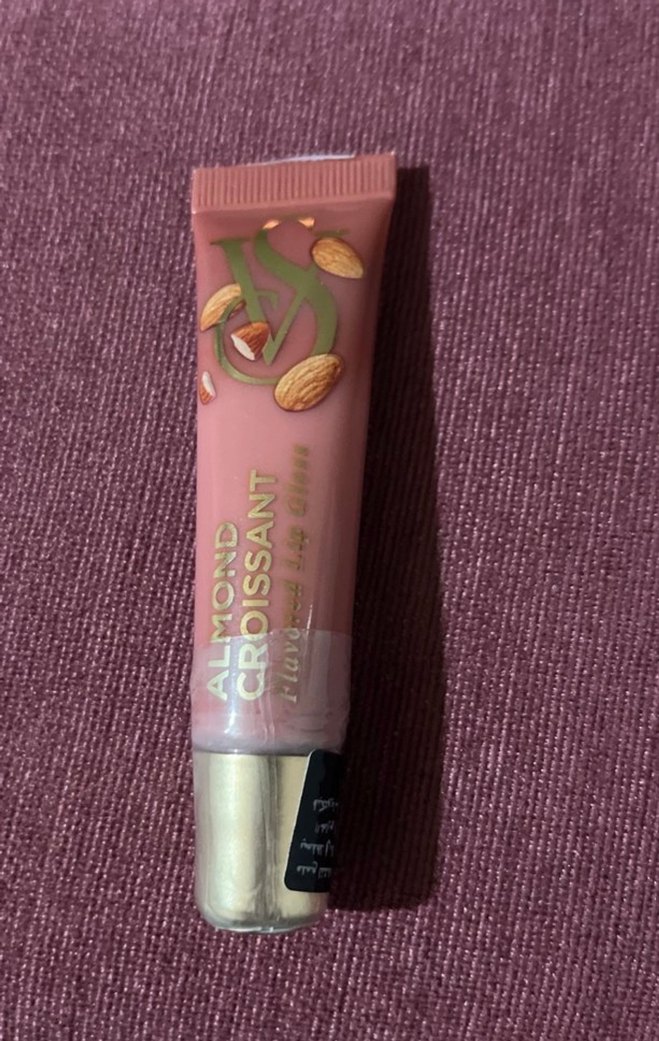 VS
ALMOND
CROISSANT
Flavored Lip Gloss